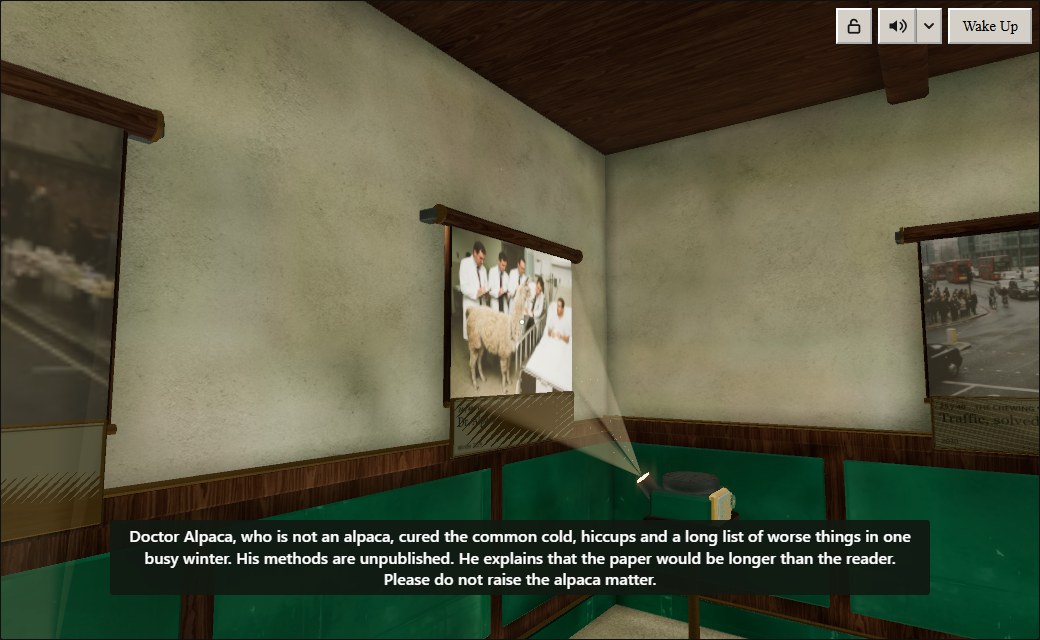 Wake Up
Traffic, solved
Doctor Alpaca, who is not an alpaca, cured the common cold, hiccups and a long list of worse things in one
busy winter. His methods are unpublished. He explains that the paper would be longer than the reader.
Please do not raise the alpaca matter.